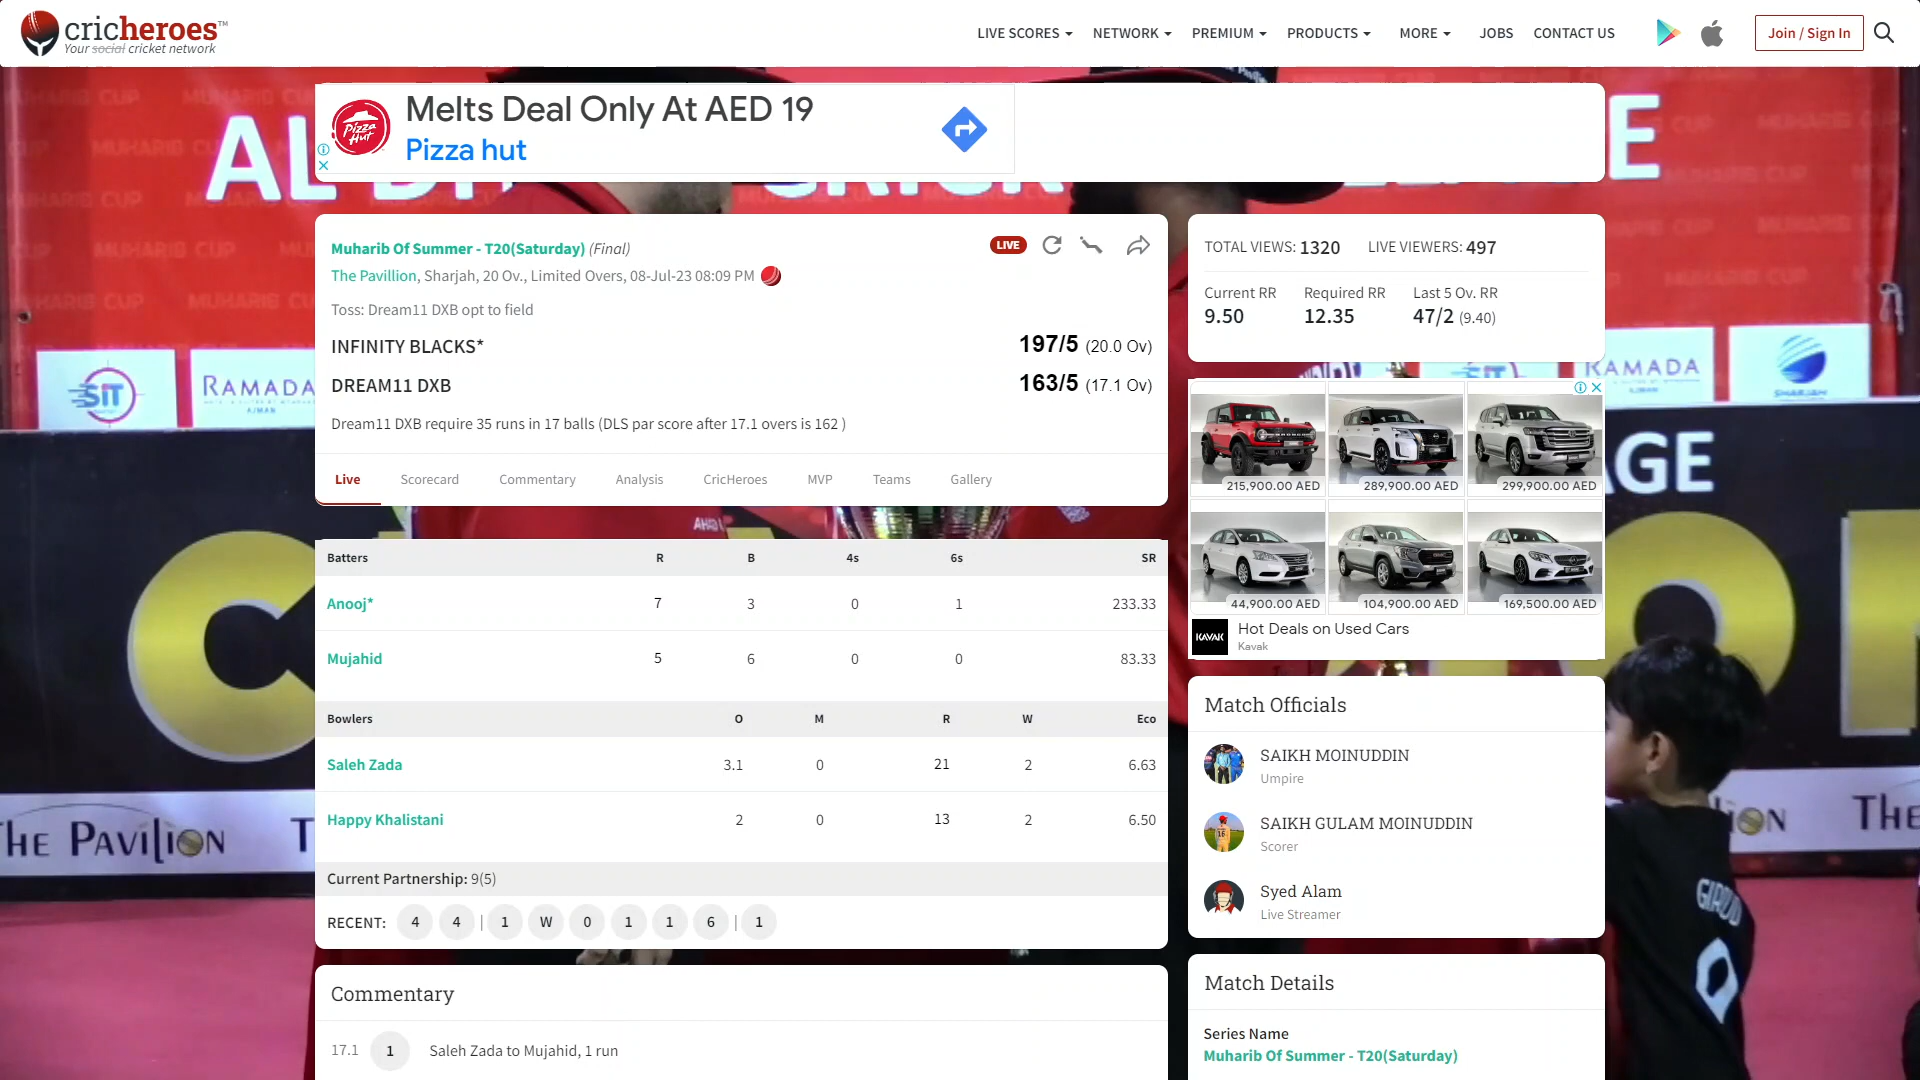 cricheroes™
Your social cricket network
LIVE SCORES
NETWORK
PREMIUM
PRODUCTS
MORE
JOBS
CONTACT US
Join / Sign In
Pizza Hut
Melts Deal Only At AED 19
Pizza hut
Muharib Of Summer - T20(Saturday) (Final)
LIVE
The Pavillion, Sharjah, 20 Ov., Limited Overs, 08-Jul-23 08:09 PM
Toss: Dream11 DXB opt to field
INFINITY BLACKS* 197/5 (20.0 Ov)
DREAM11 DXB 163/5 (17.1 Ov)
Dream11 DXB require 35 runs in 17 balls (DLS par score after 17.1 overs is 162 )
Live Scorecard Commentary Analysis CricHeroes MVP Teams Gallery
Batters R B 4s 6s SR
Anooj* 7 3 0 1 233.33
Mujahid 5 6 0 0 83.33
Bowlers O M R W Eco
Saleh Zada 3.1 0 21 2 6.63
Happy Khalistani 2 0 13 2 6.50
Current Partnership: 9(5)
RECENT: 4 4 | 1 W 0 1 1 6 | 1
Commentary
17.1 1 Saleh Zada to Mujahid, 1 run
TOTAL VIEWS: 1320 LIVE VIEWERS: 497
Current RR Required RR Last 5 Ov. RR
9.50 12.35 47/2 (9.40)
215,900.00 AED 289,900.00 AED 299,900.00 AED
44,900.00 AED 104,900.00 AED 169,500.00 AED
KAVAK
Hot Deals on Used Cars
Kavak
Match Officials
SAIKH MOINUDDIN
Umpire
SAIKH GULAM MOINUDDIN
Scorer
Syed Alam
Live Streamer
Match Details
Series Name
Muharib Of Summer - T20(Saturday)
MUHARIB CUP
SIT
RAMADA
AJMAN
SHARJAH
THE PAVILION